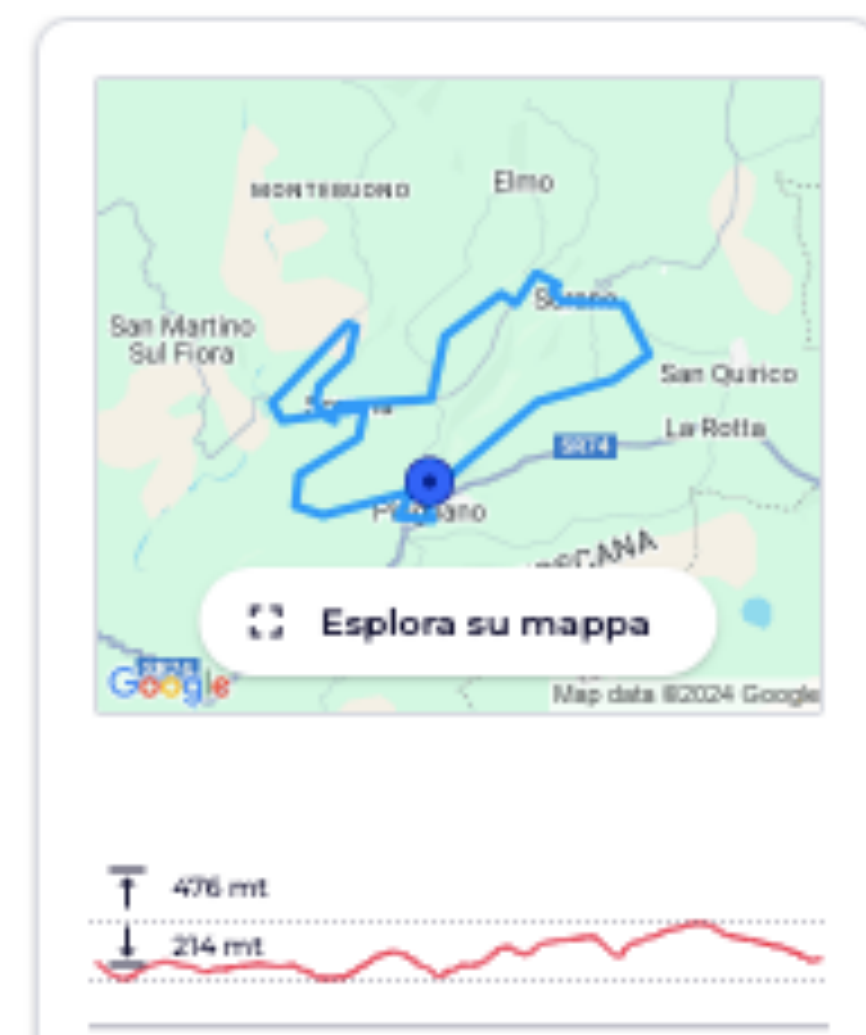 Elmo
MONTEBUONO
San Martino
Sul Fiora
San Quirico
La Rotta
SR74
Esplora su mappa
Google
Map data ©2024 Google
476 mt
214 mt